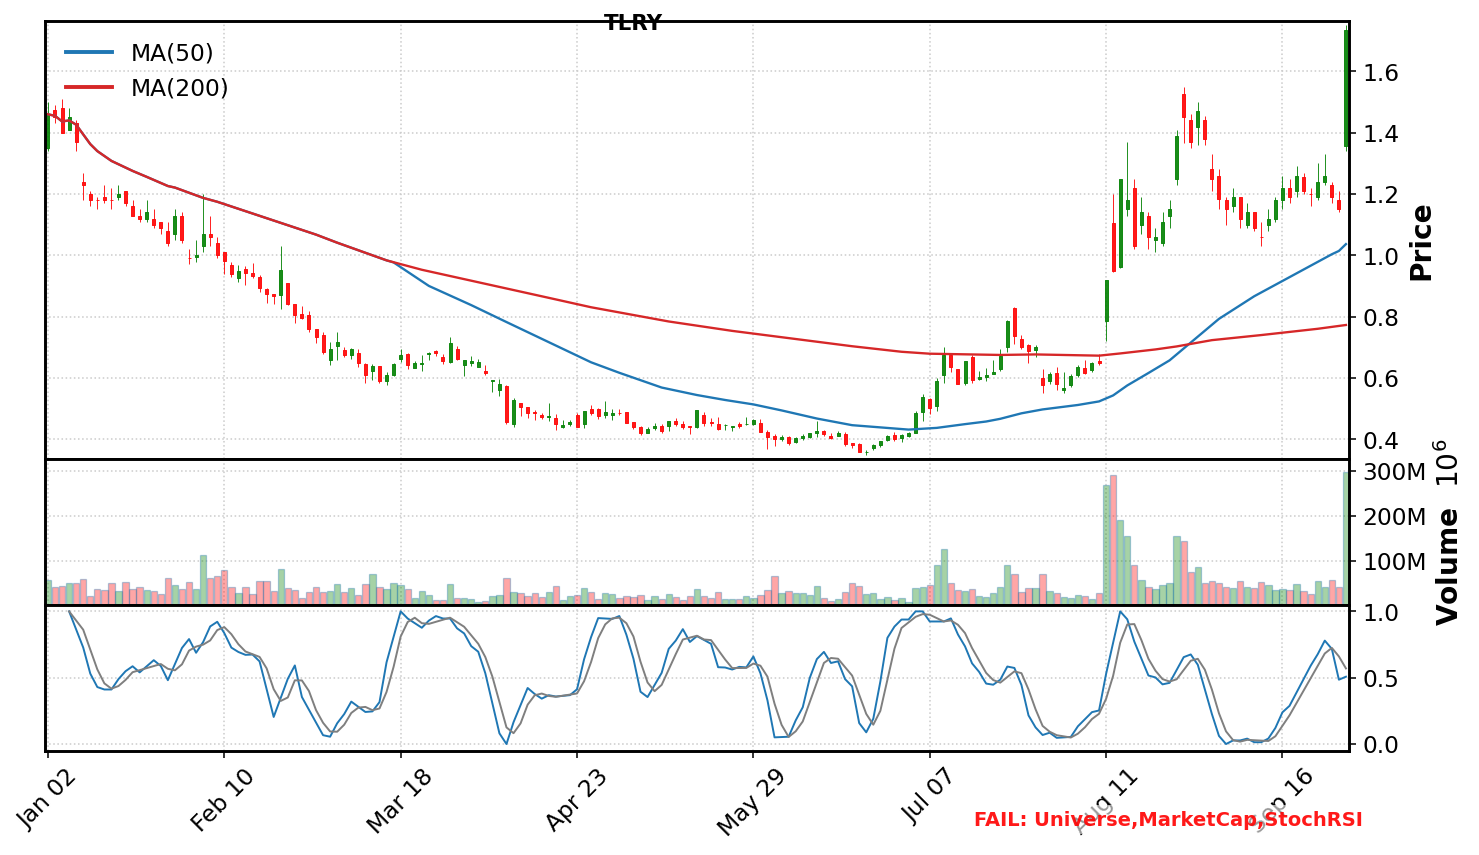 TLRY
MA(50)
MA(200)
1.6
1.4
1.2
1.0
0.8
0.6
0.4
Price
300M
200M
100M
Volume 10^6
1.0
0.5
0.0
Jan 02
Feb 10
Mar 18
Apr 23
May 29
Jul 07
Aug 11
Sep 16
FAIL: Universe,MarketCap,StochRSI